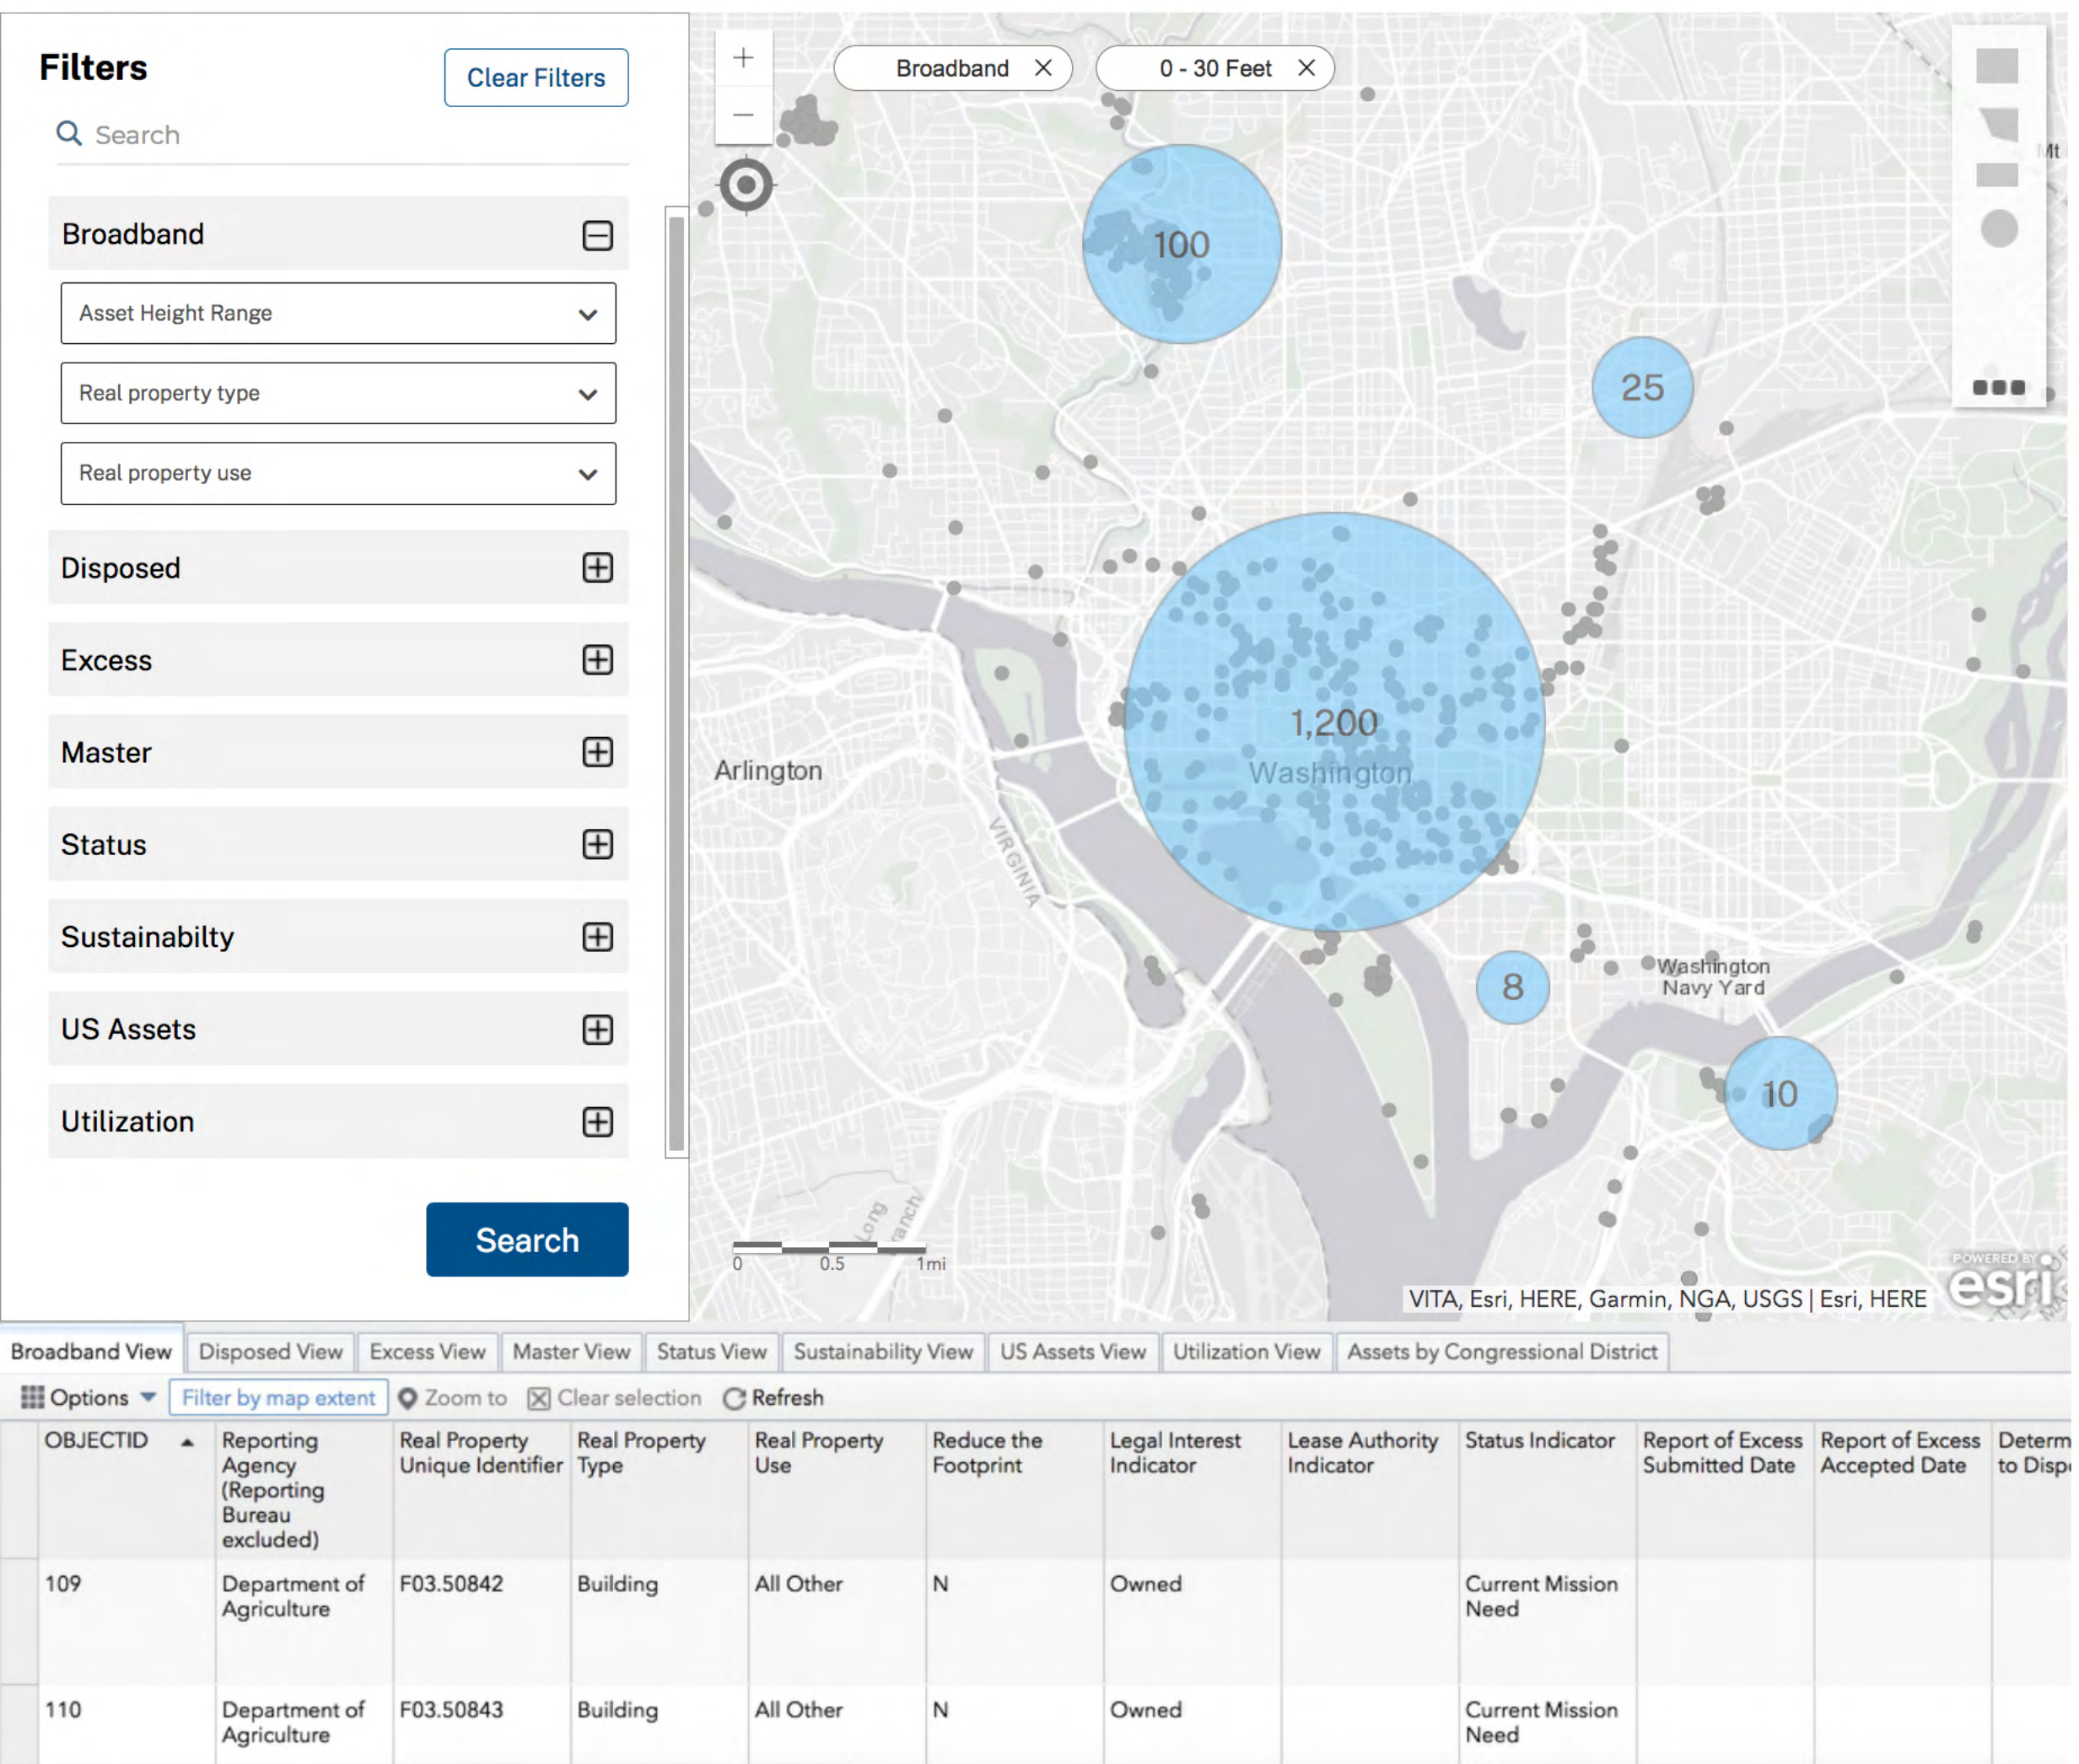 Filters
Clear Filters
Search
Broadband
Asset Height Range
Real property type
Real property use
Disposed
Excess
Master
Status
Sustainabilty
US Assets
Utilization
Search
+
−
Broadband ×
0 - 30 Feet ×
Mt
100
25
1,200
Washington
Arlington
VIRGINIA
8
Washington
Navy Yard
10
Long
ranch
0 0.5 1mi
POWERED BY
esri
VITA, Esri, HERE, Garmin, NGA, USGS | Esri, HERE
Broadband View Disposed View Excess View Master View Status View Sustainability View US Assets View Utilization View Assets by Congressional District
Options Filter by map extent Zoom to Clear selection Refresh
OBJECTID
Reporting
Agency
(Reporting
Bureau
excluded)
Real Property
Unique Identifier
Real Property
Type
Real Property
Use
Reduce the
Footprint
Legal Interest
Indicator
Lease Authority
Indicator
Status Indicator
Report of Excess
Submitted Date
Report of Excess
Accepted Date
Determ
to Disp
109
Department of
Agriculture
F03.50842
Building
All Other
N
Owned
Current Mission
Need
110
Department of
Agriculture
F03.50843
Building
All Other
N
Owned
Current Mission
Need